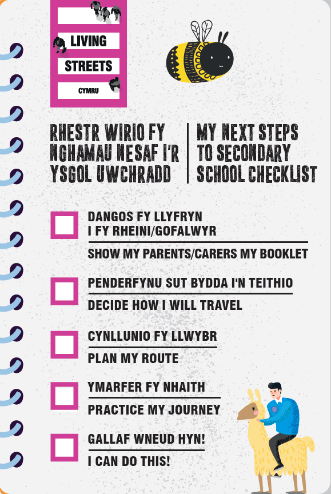 LIVING
STREETS
CYMRU
RHESTR WIRIO FY
NGHAMAU NESAF I'R
YSGOL UWCHRADD
MY NEXT STEPS
TO SECONDARY
SCHOOL CHECKLIST
DANGOS FY LLYFRYN
I FY RHEINI/GOFALWYR
SHOW MY PARENTS/CARERS MY BOOKLET
PENDERFYNU SUT BYDDA I'N TEITHIO
DECIDE HOW I WILL TRAVEL
CYNLLUNIO FY LLWYBR
PLAN MY ROUTE
YMARFER FY NHAITH
PRACTICE MY JOURNEY
GALLAF WNEUD HYN!
I CAN DO THIS!